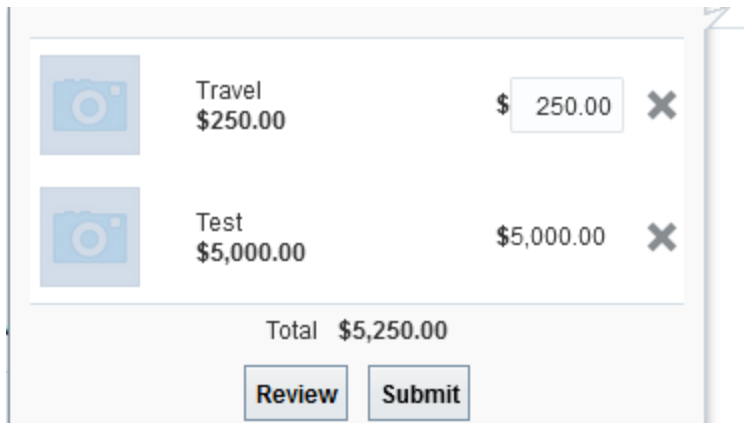 Travel
$250.00
$ 250.00
Test
$5,000.00
$5,000.00
Total $5,250.00
Review Submit